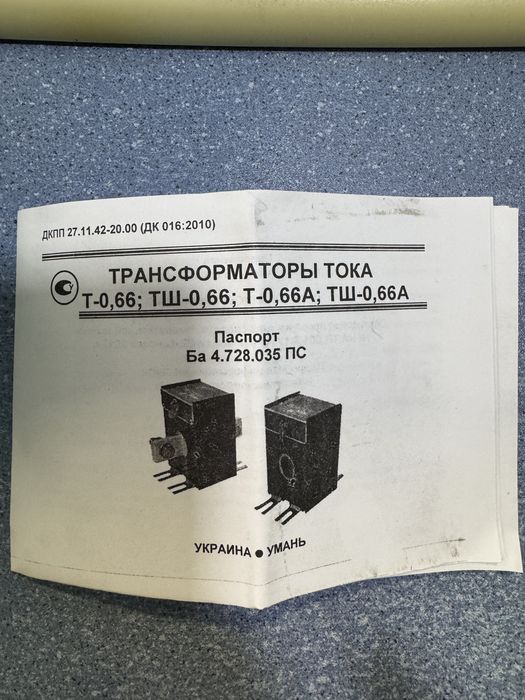 ДКПП 27.11.42-20.00 (ДК 016:2010)
ТРАНСФОРМАТОРЫ ТОКА
Т-0,66; ТШ-0,66; Т-0,66А; ТШ-0,66А
Паспорт
Ба 4.728.035 ПС
УКРАИНА ● УМАНЬ